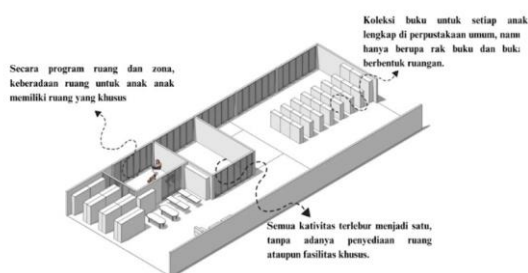 Koleksi buku untuk setiap anak
lengkap di perpustakaan umum,
hanya berupa rak buku dan
berbentuk ruangan.
Secara program ruang dan zona,
keberadaan ruang untuk anak anak
memiliki ruang yang khusus
Semua kativitas terlebur menjadi satu,
tanpa adanya penyediaan ruang
ataupun fasilitas khusus.